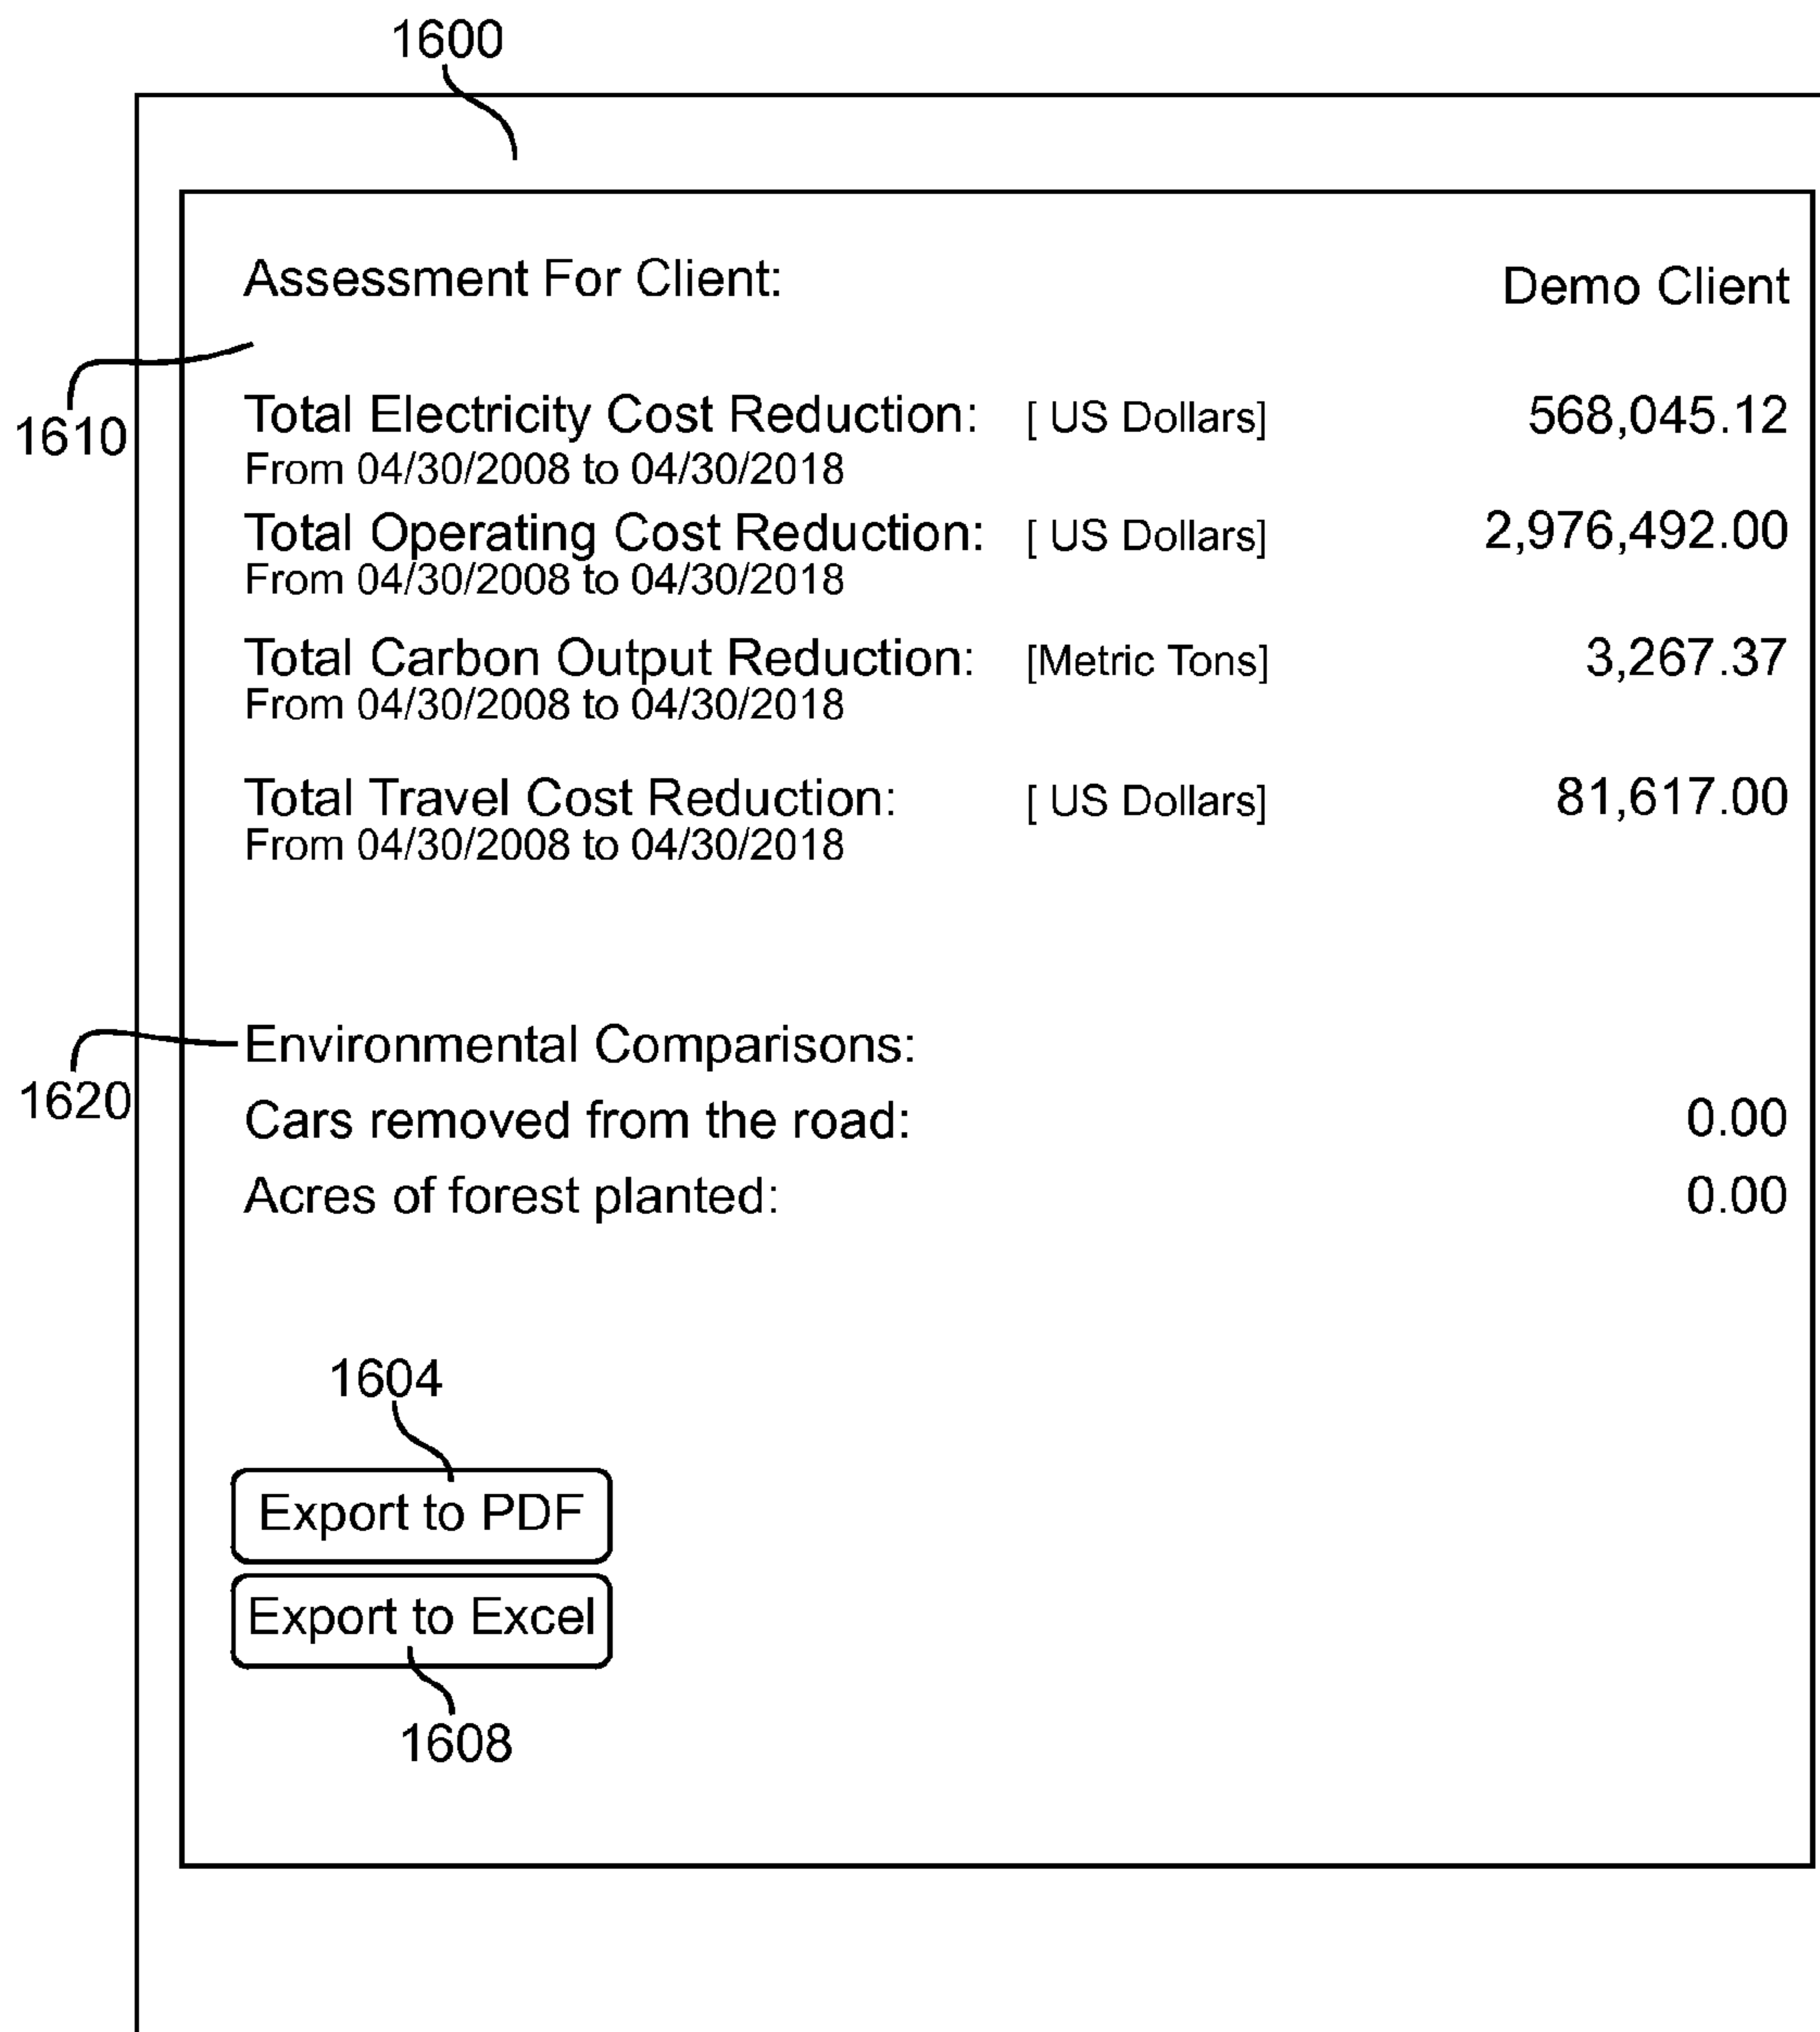 1600
Assessment For Client: Demo Client
1610
Total Electricity Cost Reduction: [ US Dollars] 568,045.12
From 04/30/2008 to 04/30/2018
Total Operating Cost Reduction: [ US Dollars] 2,976,492.00
From 04/30/2008 to 04/30/2018
Total Carbon Output Reduction: [Metric Tons] 3,267.37
From 04/30/2008 to 04/30/2018
Total Travel Cost Reduction: [ US Dollars] 81,617.00
From 04/30/2008 to 04/30/2018
Environmental Comparisons:
1620
Cars removed from the road: 0.00
Acres of forest planted: 0.00
1604
Export to PDF
Export to Excel
1608